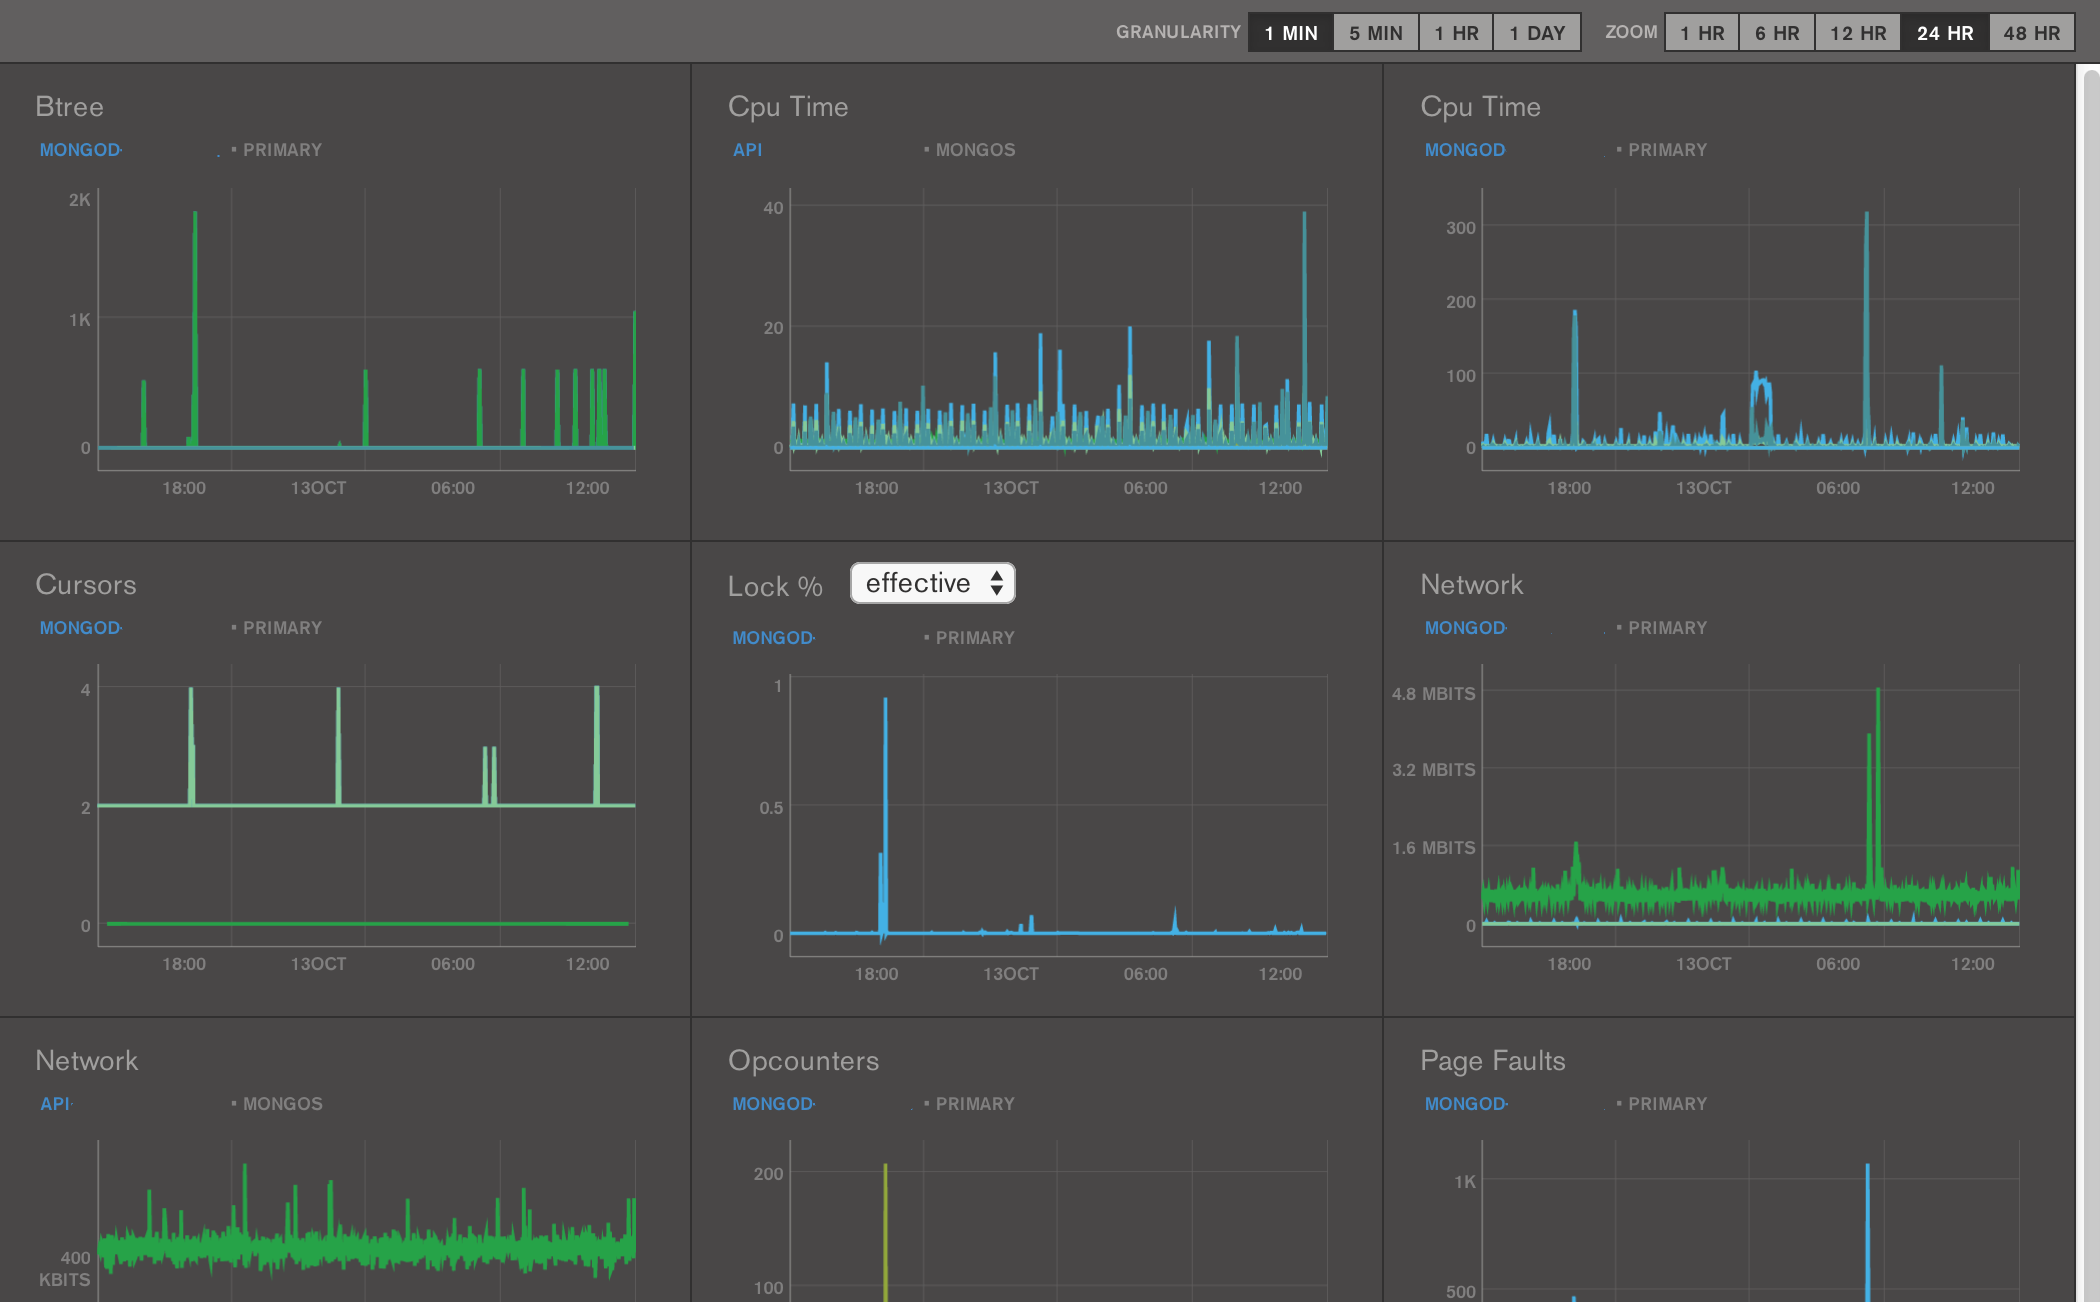 GRANULARITY 1 MIN 5 MIN 1 HR 1 DAY ZOOM 1 HR 6 HR 12 HR 24 HR 48 HR
Btree
MONGOD · PRIMARY
2K
1K
0
18:00 13OCT 06:00 12:00
Cpu Time
API · MONGOS
40
20
0
18:00 13OCT 06:00 12:00
Cpu Time
MONGOD · PRIMARY
300
200
100
0
18:00 13OCT 06:00 12:00
Cursors
MONGOD · PRIMARY
4
2
0
18:00 13OCT 06:00 12:00
Lock % effective
MONGOD · PRIMARY
1
0.5
0
18:00 13OCT 06:00 12:00
Network
MONGOD · PRIMARY
4.8 MBITS
3.2 MBITS
1.6 MBITS
0
18:00 13OCT 06:00 12:00
Network
API · MONGOS
400
KBITS
Opcounters
MONGOD · PRIMARY
200
100
Page Faults
MONGOD · PRIMARY
1K
500